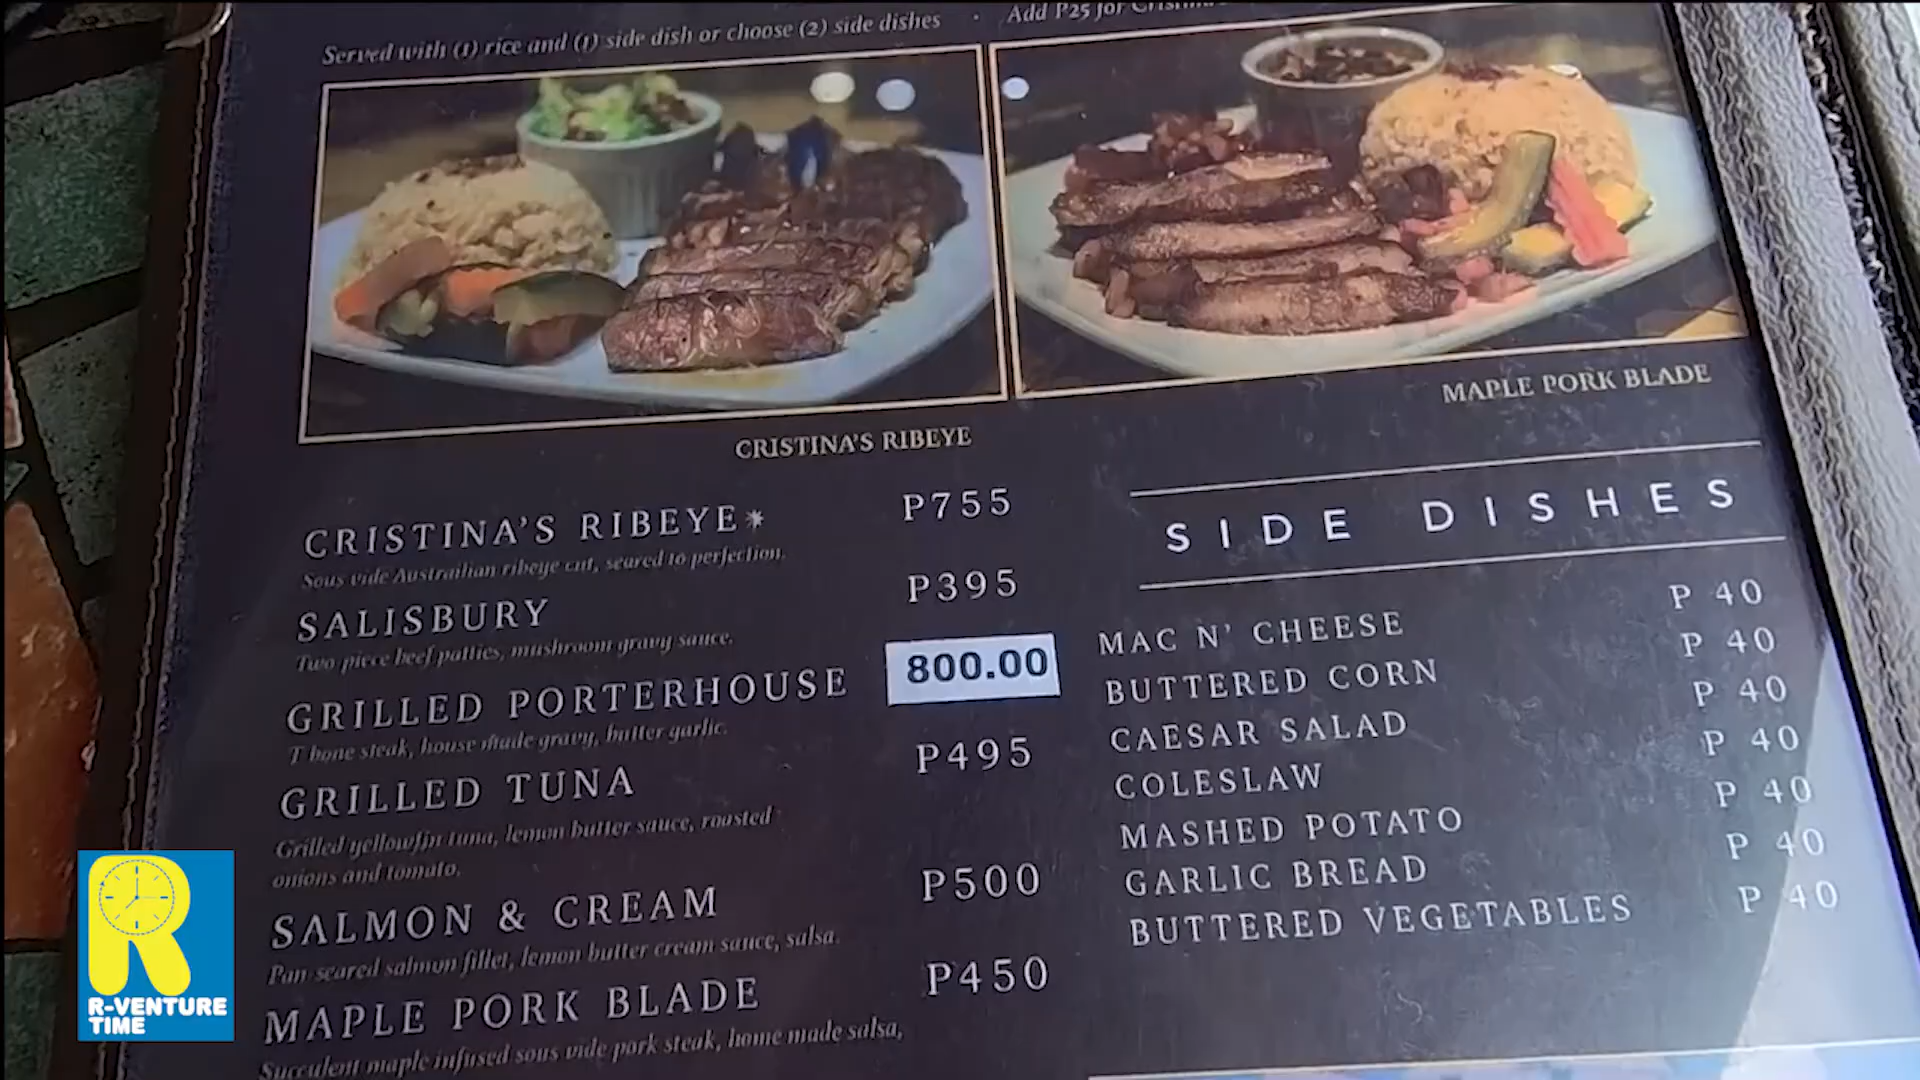 Served with (1) rice and (1) side dish or choose (2) side dishes · Add P25 for
CRISTINA'S RIBEYE
MAPLE PORK BLADE
CRISTINA'S RIBEYE* P755
Sous vide Australian ribeye cut, seared to perfection.
SALISBURY P395
Two piece beef patties, mushroom gravy sauce.
GRILLED PORTERHOUSE 800.00
T bone steak, house made gravy, butter garlic.
GRILLED TUNA P495
Grilled yellowfin tuna, lemon butter sauce, roasted
onions and tomato.
SALMON & CREAM P500
Pan seared salmon fillet, lemon butter cream sauce, salsa.
MAPLE PORK BLADE P450
Succulent maple infused sous vide pork steak, home made salsa,
SIDE DISHES
MAC N' CHEESE P 40
BUTTERED CORN P 40
CAESAR SALAD P 40
COLESLAW P 40
MASHED POTATO P 40
GARLIC BREAD P 40
BUTTERED VEGETABLES P 40
R
R-VENTURE
TIME